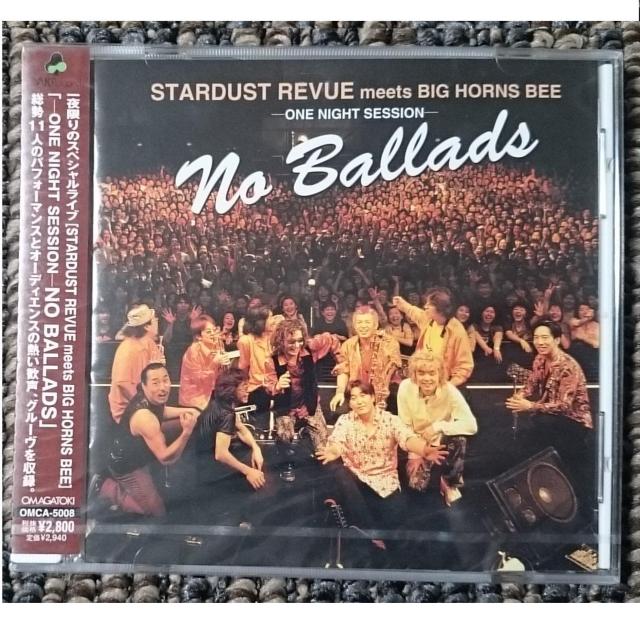 STARDUST REVUE meets BIG HORNS BEE
—ONE NIGHT SESSION—
No Ballads
一夜限りのスペシャルライブ[STARDUST REVUE meets BIG HORNS BEE]
「—ONE NIGHT SESSION—NO BALLADS」
総勢11人のパフォーマンスとオーディエンスの熱い歓声、グルーヴを収録。
OMAGATOKI
OMCA-5008
税抜価格 ¥2,800
定価 ¥2,940